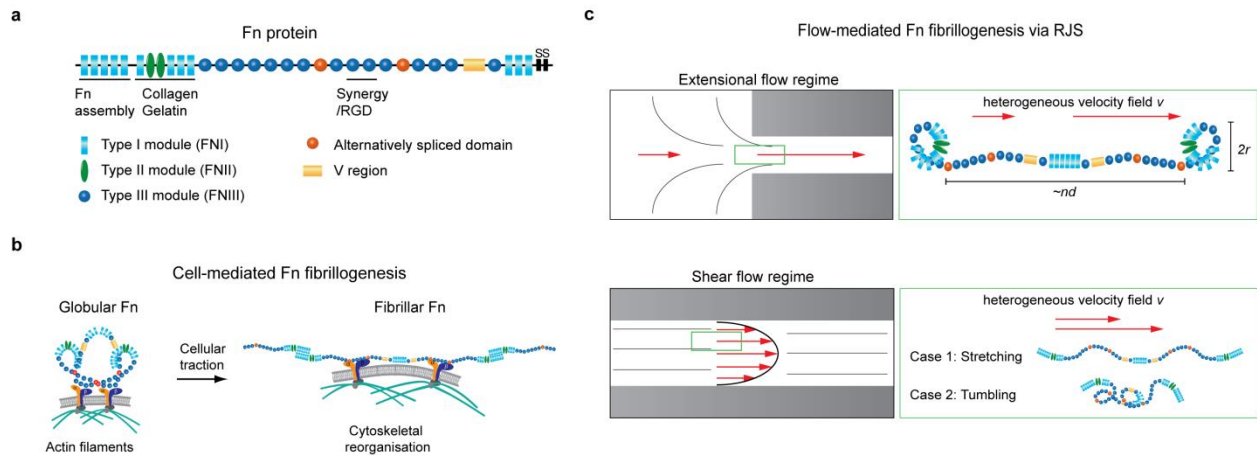 a
Fn protein
SS
Fn
assembly
Collagen
Gelatin
Synergy
/RGD
Type I module (FNI)
Type II module (FNII)
Type III module (FNIII)
Alternatively spliced domain
V region
b
Cell-mediated Fn fibrillogenesis
Globular Fn
Fibrillar Fn
Cellular
traction
Actin filaments
Cytoskeletal
reorganisation
c
Flow-mediated Fn fibrillogenesis via RJS
Extensional flow regime
heterogeneous velocity field v
2r
~nd
Shear flow regime
heterogeneous velocity field v
Case 1: Stretching
Case 2: Tumbling